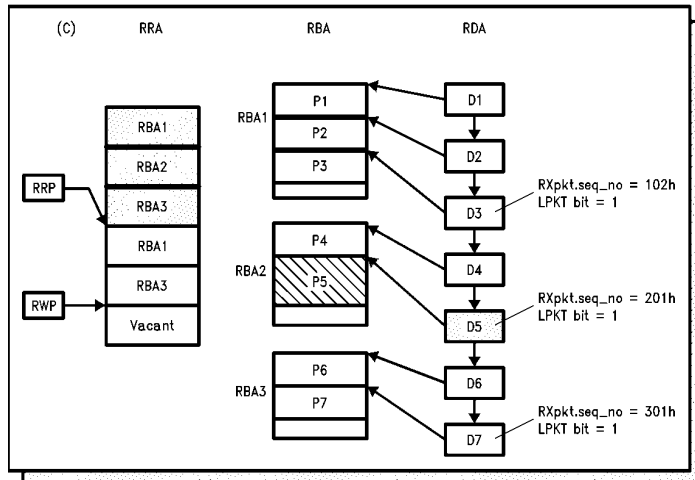 (C) RRA RBA RDA
RBA1
RBA2
RBA3
RBA1
RBA3
Vacant
RRP
RWP
RBA1
P1
P2
P3
RBA2
P4
P5
RBA3
P6
P7
D1
D2
D3
D4
D5
D6
D7
RXpkt.seq_no = 102h
LPKT bit = 1
RXpkt.seq_no = 201h
LPKT bit = 1
RXpkt.seq_no = 301h
LPKT bit = 1